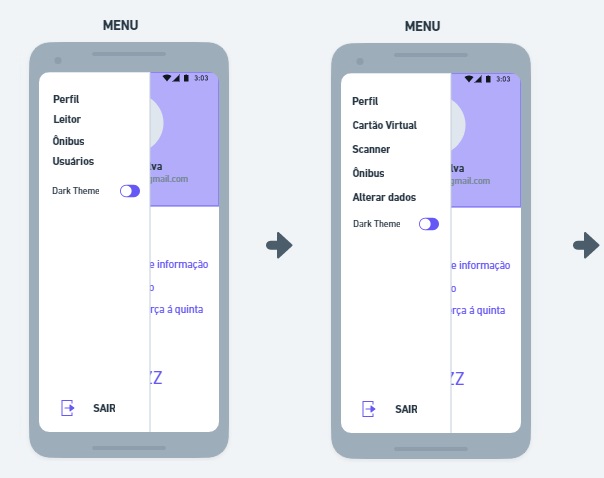 MENU
3:03
Perfil
Leitor
Ônibus
Usuários
Dark Theme
lva
gmail.com
e informação
o
rça á quinta
ZZ
SAIR
MENU
3:03
Perfil
Cartão Virtual
Scanner
Ônibus
Alterar dados
Dark Theme
lva
gmail.com
e informação
o
rça á quinta
ZZ
SAIR